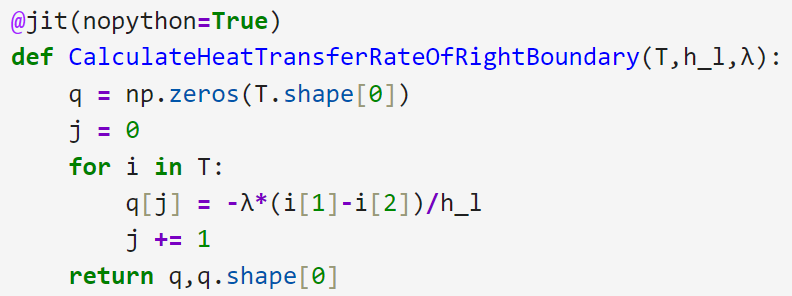 @jit(nopython=True)
def CalculateHeatTransferRateOfRightBoundary(T,h_l,λ):
    q = np.zeros(T.shape[0])
    j = 0
    for i in T:
        q[j] = -λ*(i[1]-i[2])/h_l
        j += 1
    return q,q.shape[0]